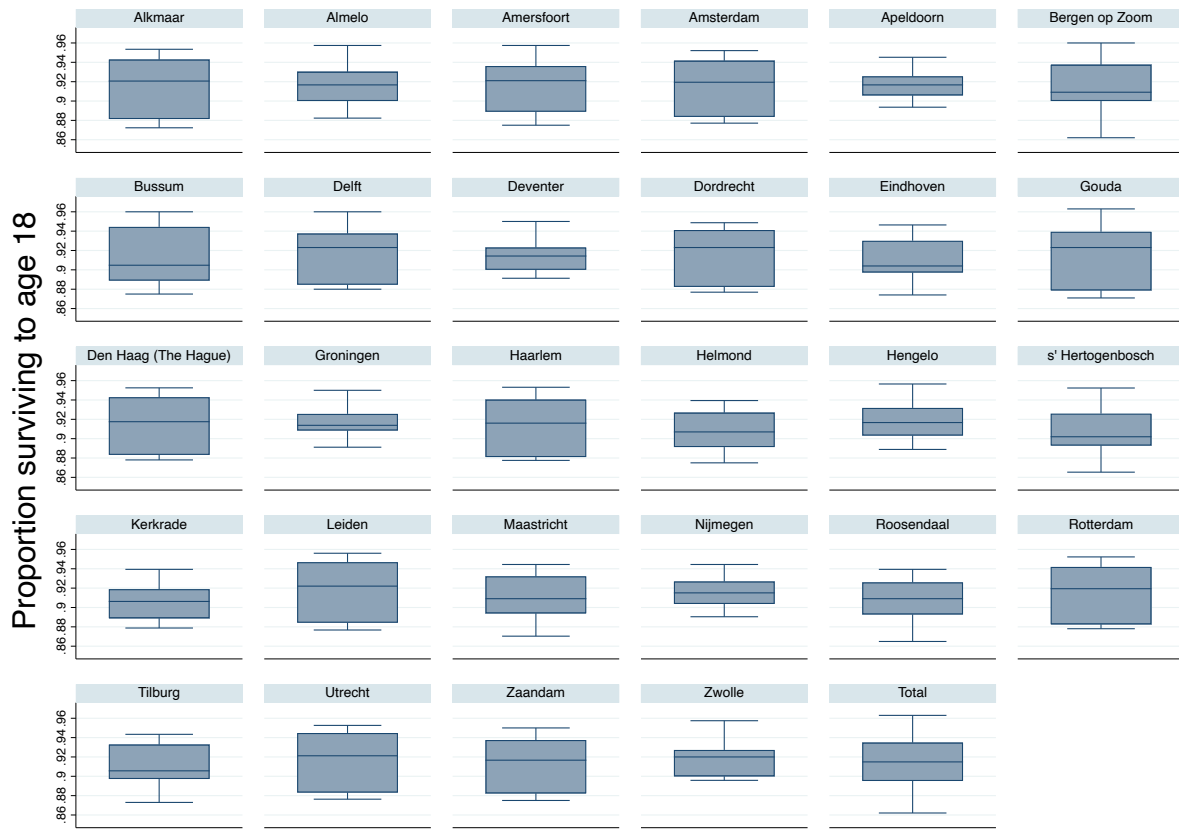 Proportion surviving to age 18
Alkmaar Almelo Amersfoort Amsterdam Apeldoorn Bergen op Zoom
.86 .88 .9 .92 .94 .96
Bussum Delft Deventer Dordrecht Eindhoven Gouda
.86 .88 .9 .92 .94 .96
Den Haag (The Hague) Groningen Haarlem Helmond Hengelo s' Hertogenbosch
.86 .88 .9 .92 .94 .96
Kerkrade Leiden Maastricht Nijmegen Roosendaal Rotterdam
.86 .88 .9 .92 .94 .96
Tilburg Utrecht Zaandam Zwolle Total
.86 .88 .9 .92 .94 .96